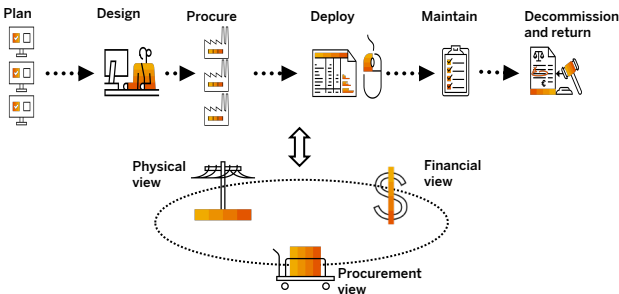 Plan
Design
Procure
Deploy
Maintain
Decommission
and return
Physical
view
Financial
view
Procurement
view